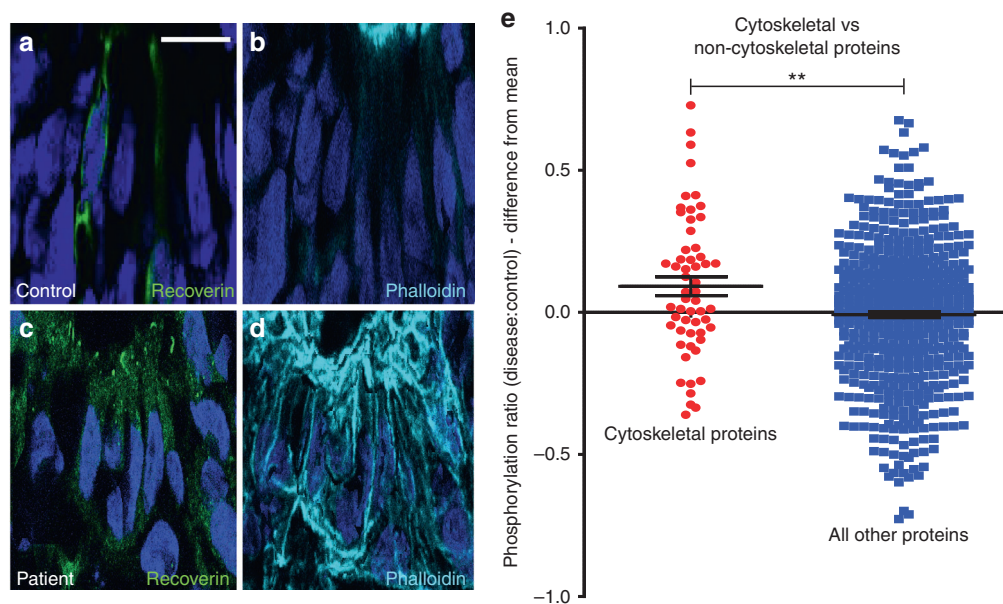 a
b
Control
Recoverin
Phalloidin
c
d
Patient
Recoverin
Phalloidin
e
Cytoskeletal vs
non-cytoskeletal proteins
**
Phosphorylation ratio (disease:control) - difference from mean
1.0
0.5
0.0
–0.5
–1.0
Cytoskeletal proteins
All other proteins